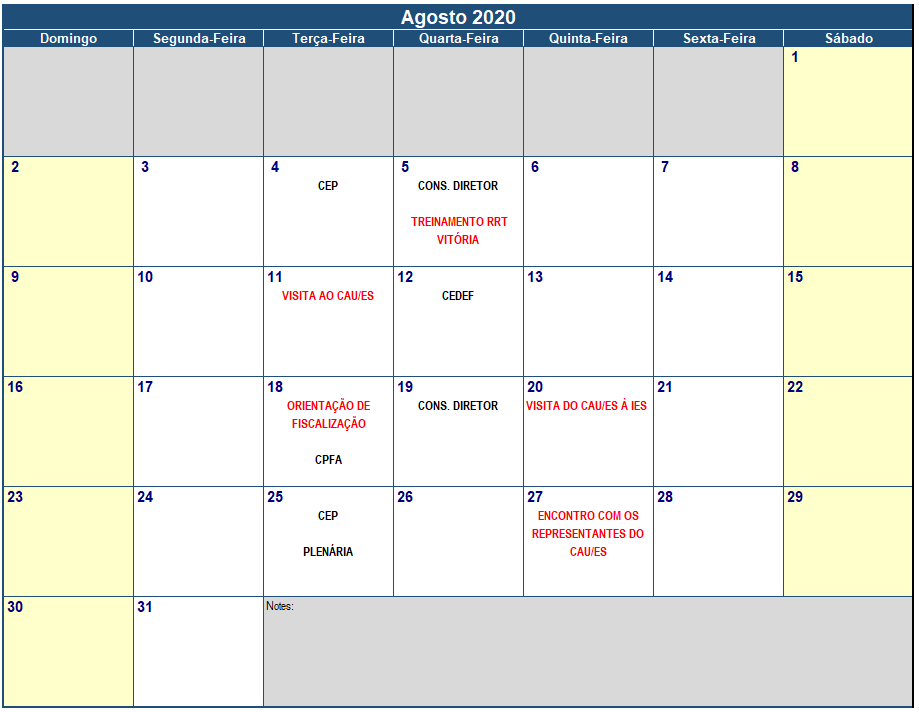 Agosto 2020
Domingo Segunda-Feira Terça-Feira Quarta-Feira Quinta-Feira Sexta-Feira Sábado
1
2 3 4 5 6 7 8
CEP CONS. DIRETOR
TREINAMENTO RRT
VITÓRIA
9 10 11 12 13 14 15
VISITA AO CAU/ES CEDEF
16 17 18 19 20 21 22
ORIENTAÇÃO DE CONS. DIRETOR VISITA DO CAU/ES Á IES
FISCALIZAÇÃO
CPFA
23 24 25 26 27 28 29
CEP ENCONTRO COM OS
REPRESENTANTES DO
PLENÁRIA CAU/ES
30 31 Notes: